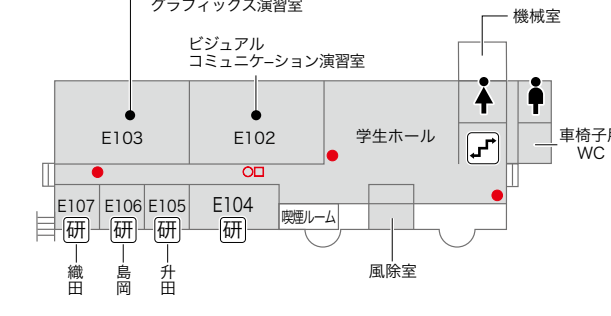 グラフィックス演習室
機械室
ビジュアル
コミュニケーション演習室
E103
E102
学生ホール
車椅子用
WC
E107
E106
E105
E104
喫煙ルーム
研
研
研
研
織田
島岡
升田
風除室